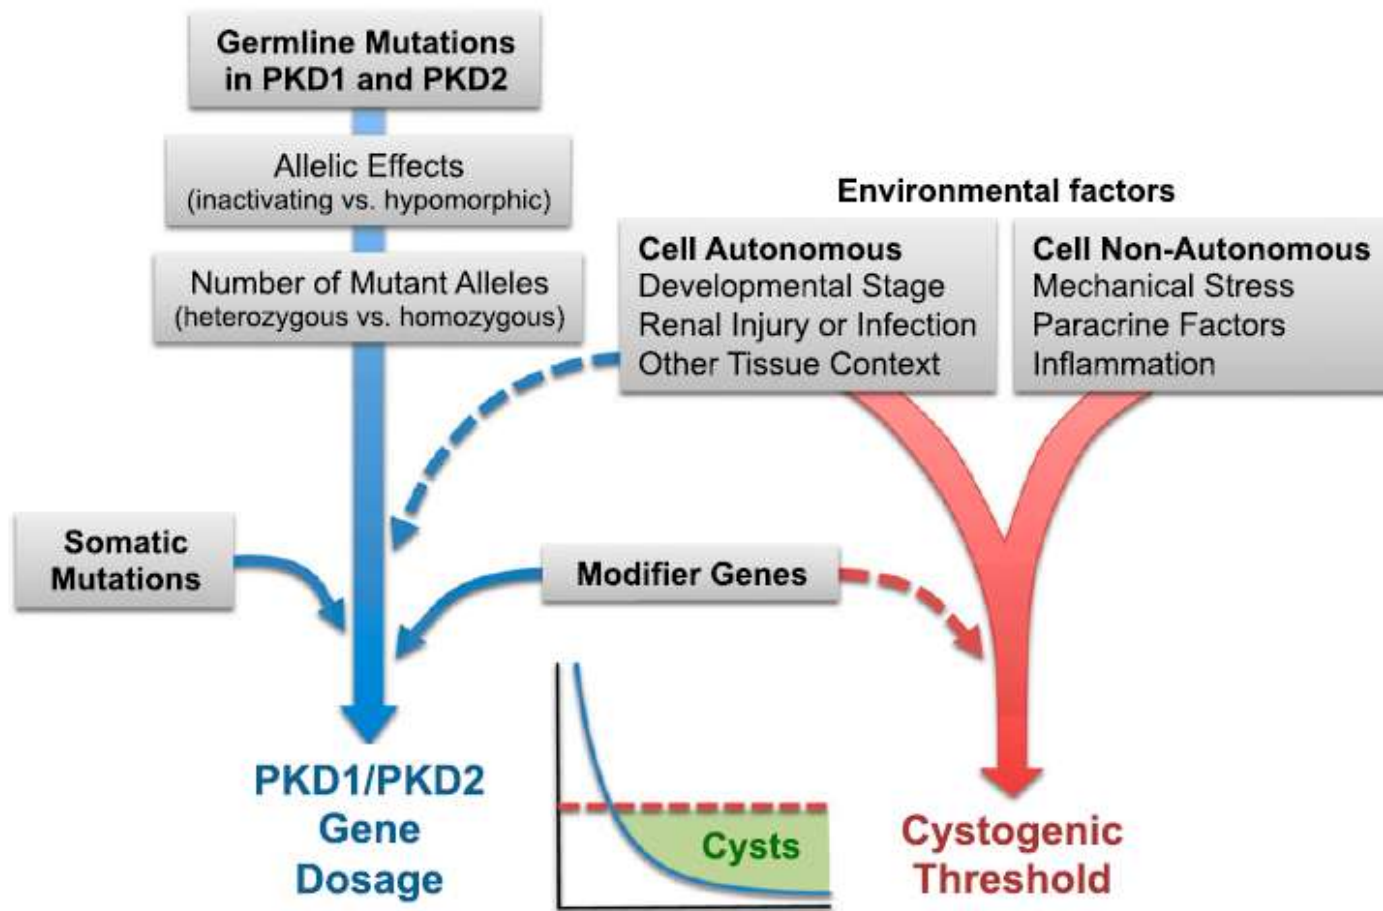 Germline Mutations
in PKD1 and PKD2
Allelic Effects
(inactivating vs. hypomorphic)
Number of Mutant Alleles
(heterozygous vs. homozygous)
Environmental factors
Cell Autonomous
Developmental Stage
Renal Injury or Infection
Other Tissue Context
Cell Non-Autonomous
Mechanical Stress
Paracrine Factors
Inflammation
Somatic
Mutations
Modifier Genes
PKD1/PKD2
Gene
Dosage
Cysts
Cystogenic
Threshold